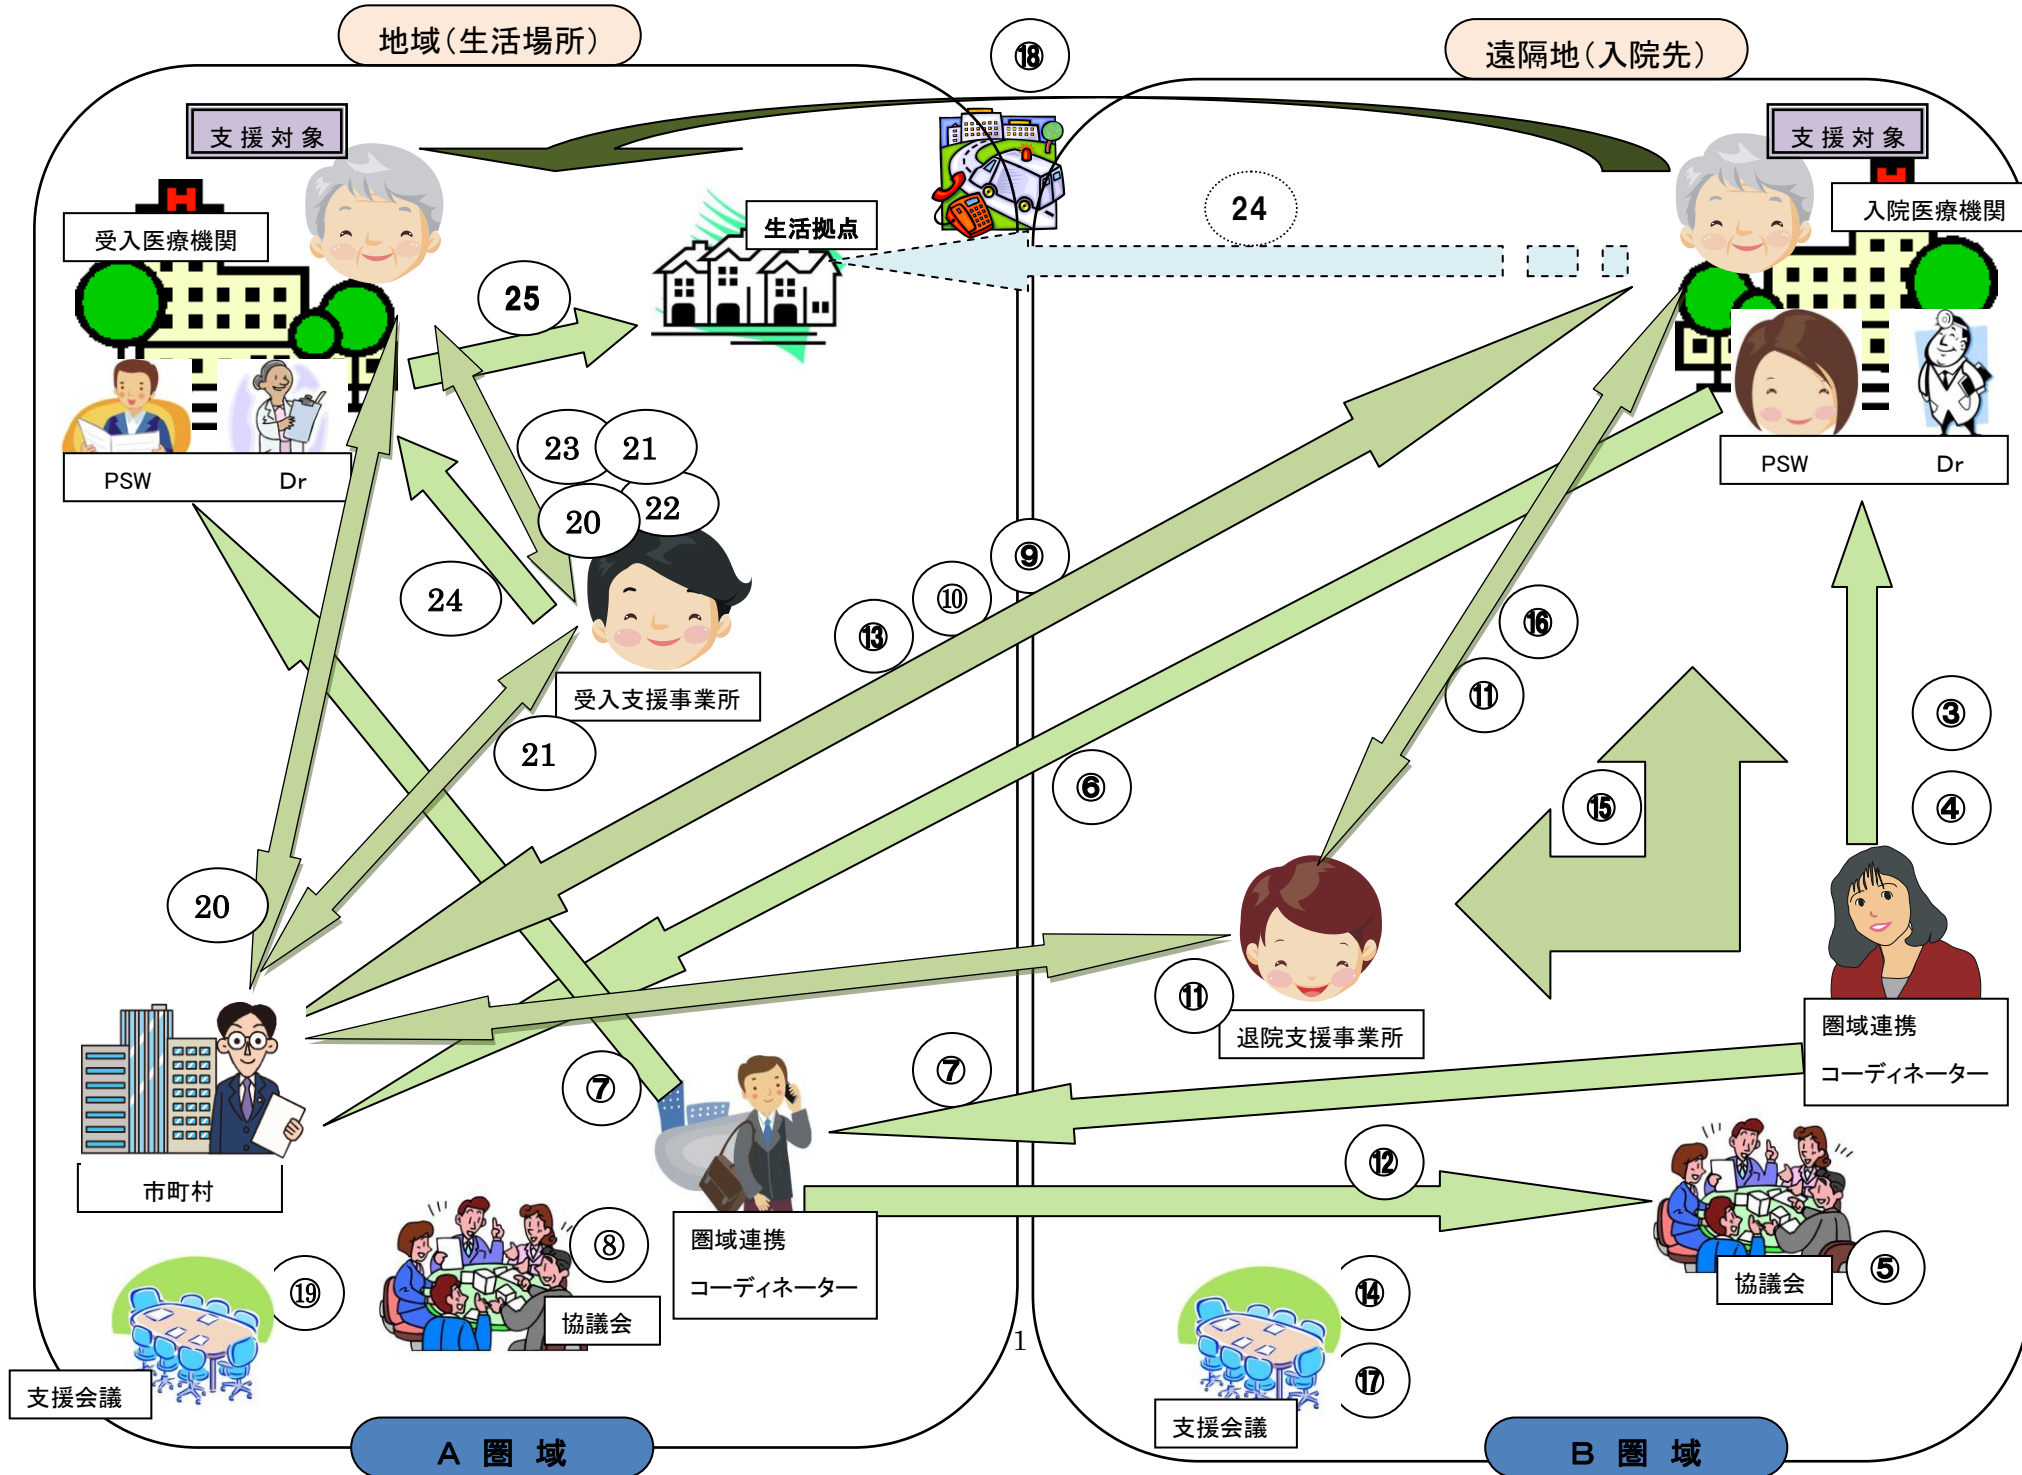 地域（生活場所）
⑱
遠隔地（入院先）
支援対象
支援対象
受入医療機関
生活拠点
24
入院医療機関
25
23
21
22
20
PSW Dr
PSW Dr
24
⑨
⑩
⑬
⑯
⑪
受入支援事業所
21
③
⑥
⑮
④
20
⑪
退院支援事業所
圏域連携
コーディネーター
⑦
⑦
市町村
⑫
⑧
圏域連携
コーディネーター
協議会
⑤
協議会
⑲
⑭
⑰
1
支援会議
支援会議
A 圏 域
B 圏 域